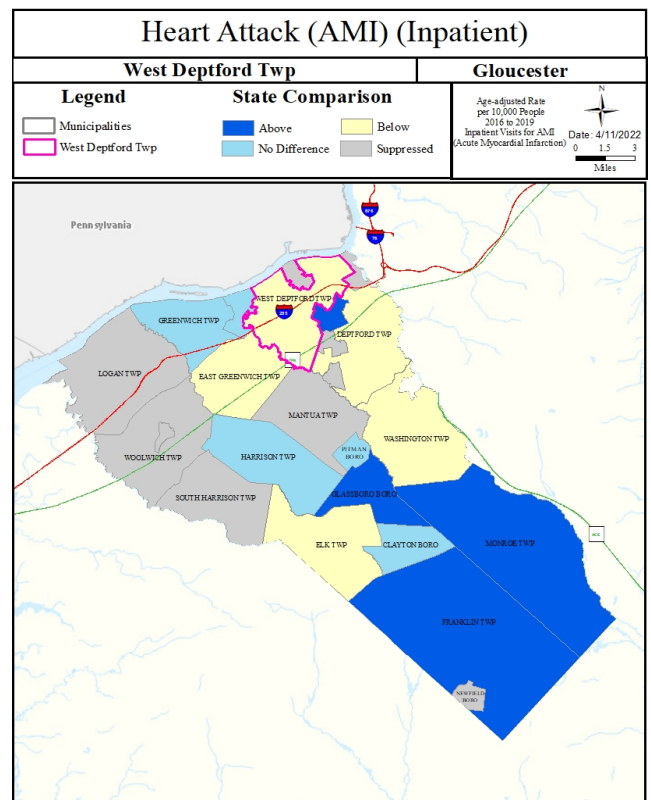 Heart Attack (AMI) (Inpatient)
West Deptford Twp
Gloucester
Legend
Municipalities
West Deptford Twp
State Comparison
Above
Below
No Difference
Suppressed
Age-adjusted Rate
per 10,000 People
2016 to 2019
Inpatient Visits for AMI
(Acute Myocardial Infarction)
N
Date: 4/11/2022
0 1.5 3
Miles
Pennsylvania
676
76
WEST DEPTFORD TWP
GREENWICH TWP
295
DEPTFORD TWP
LOGAN TWP
EAST GREENWICH TWP
MANTUA TWP
WASHINGTON TWP
PITMAN
BORO
WOOLWICH TWP
HARRISON TWP
GLASSBORO BORO
SOUTH HARRISON TWP
ELK TWP
CLAYTON BORO
MONROE TWP
FRANKLIN TWP
NEWFIELD
BORO